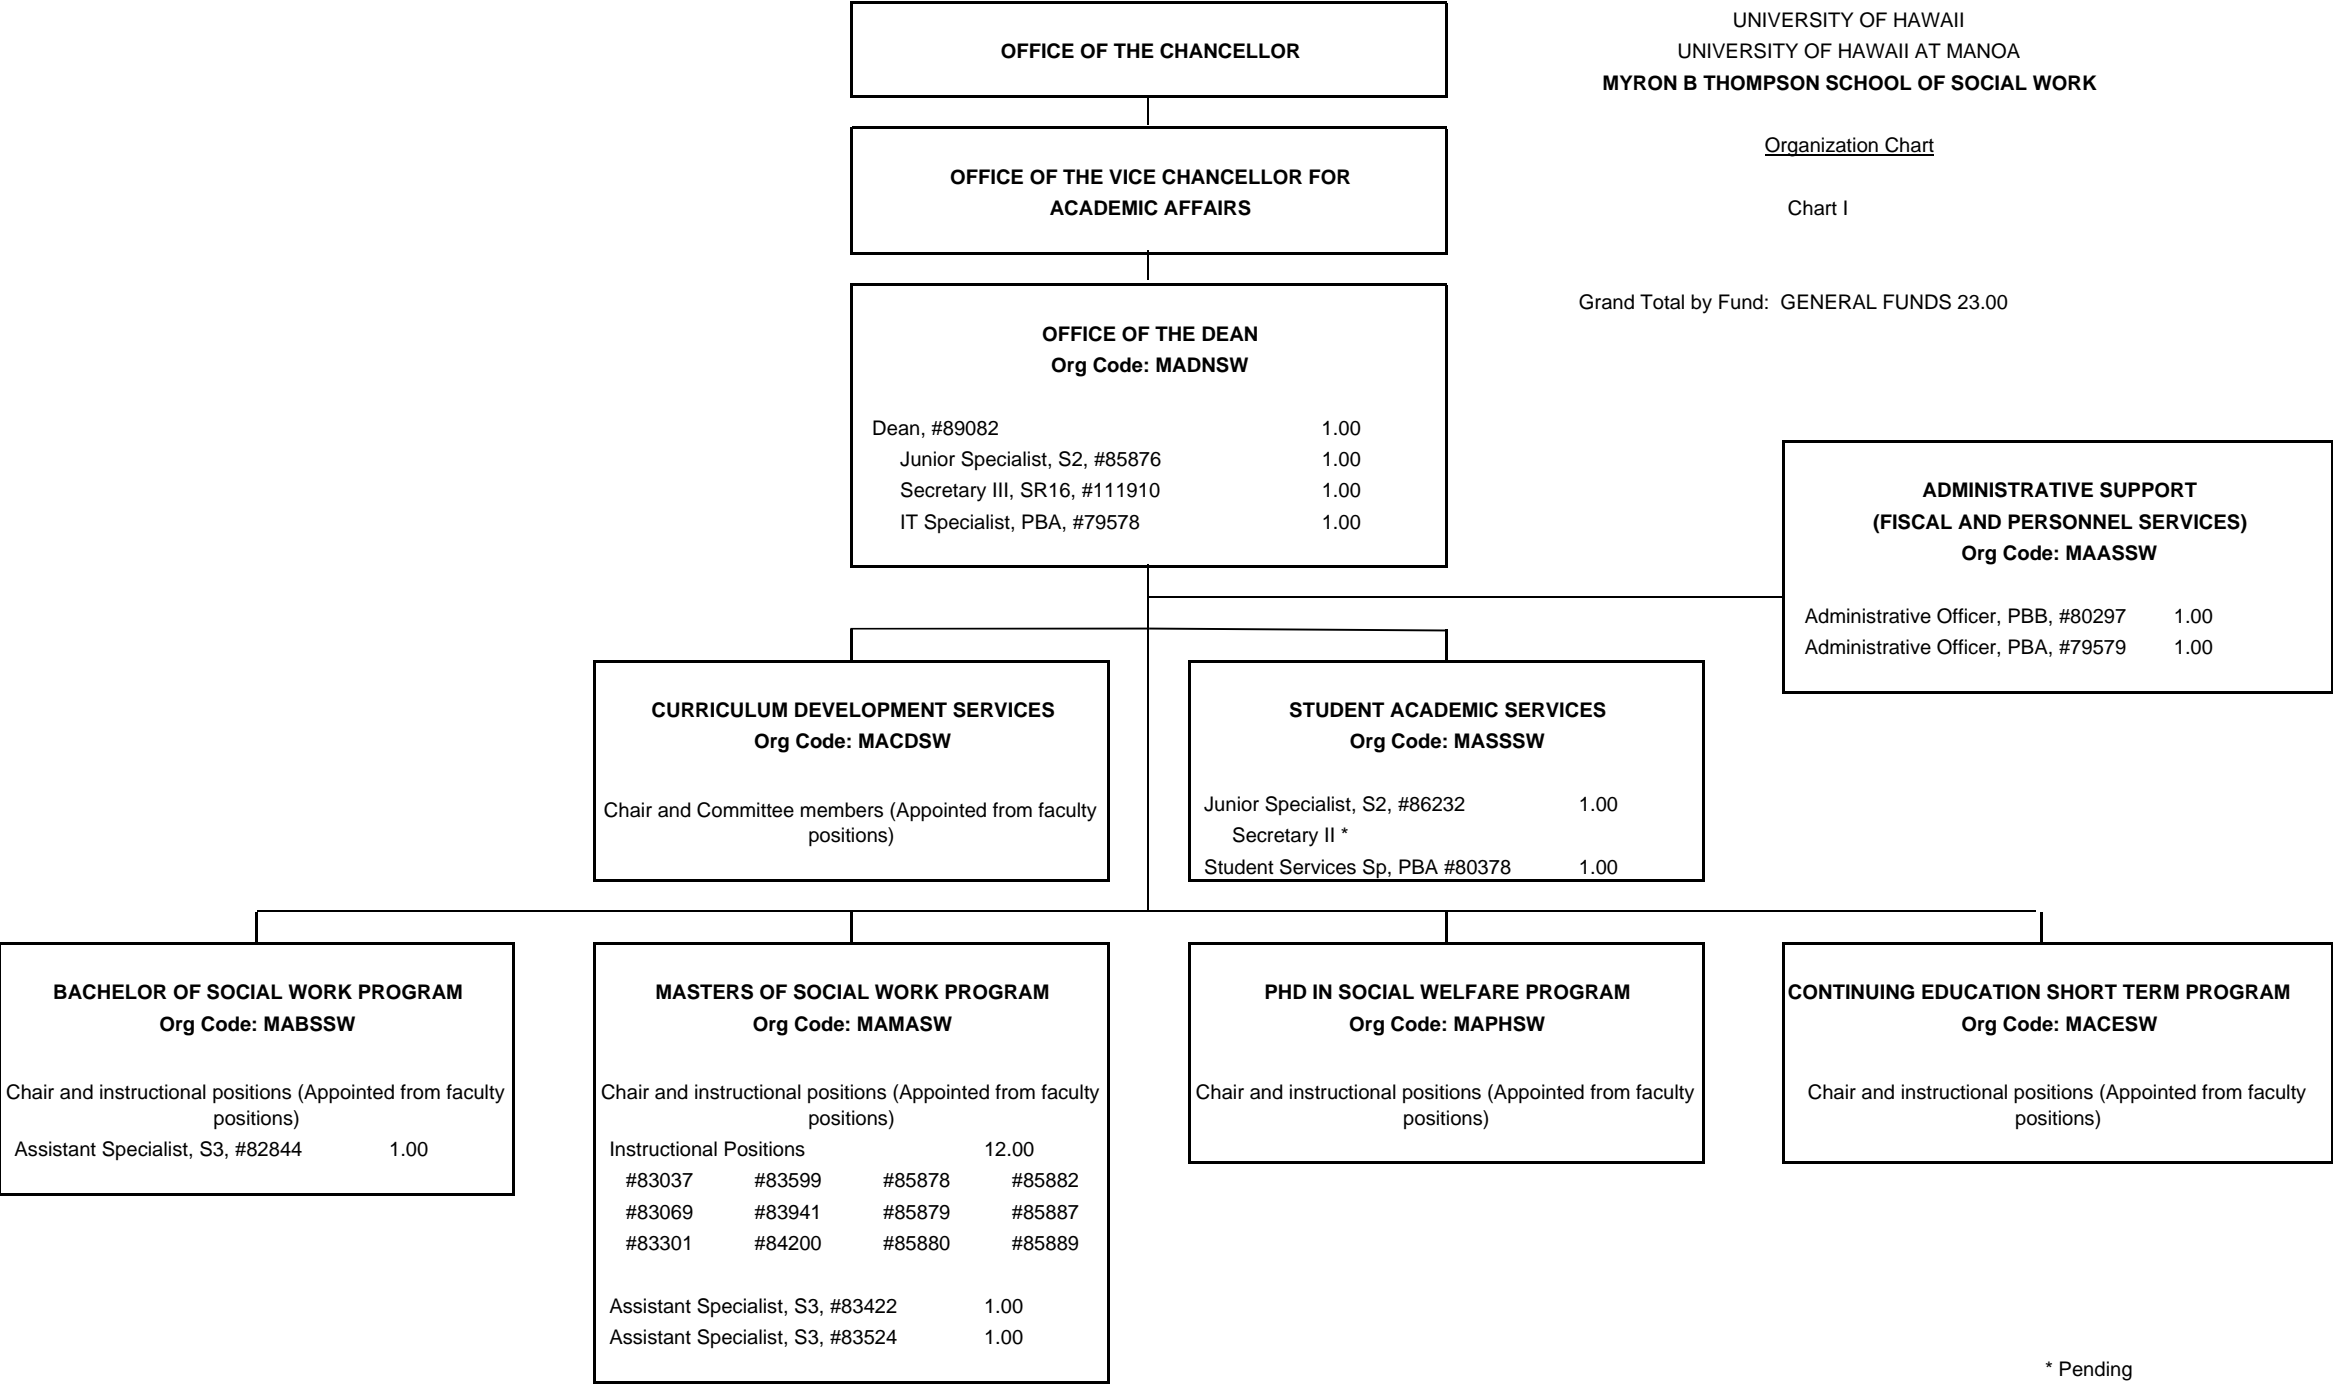 OFFICE OF THE CHANCELLOR
UNIVERSITY OF HAWAII
UNIVERSITY OF HAWAII AT MANOA
MYRON B THOMPSON SCHOOL OF SOCIAL WORK
Organization Chart
Chart I
Grand Total by Fund: GENERAL FUNDS 23.00
OFFICE OF THE VICE CHANCELLOR FOR
ACADEMIC AFFAIRS
OFFICE OF THE DEAN
Org Code: MADNSW
Dean, #89082 1.00
Junior Specialist, S2, #85876 1.00
Secretary III, SR16, #111910 1.00
IT Specialist, PBA, #79578 1.00
ADMINISTRATIVE SUPPORT
(FISCAL AND PERSONNEL SERVICES)
Org Code: MAASSW
Administrative Officer, PBB, #80297 1.00
Administrative Officer, PBA, #79579 1.00
CURRICULUM DEVELOPMENT SERVICES
Org Code: MACDSW
Chair and Committee members (Appointed from faculty
positions)
STUDENT ACADEMIC SERVICES
Org Code: MASSSW
Junior Specialist, S2, #86232 1.00
Secretary II *
Student Services Sp, PBA #80378 1.00
BACHELOR OF SOCIAL WORK PROGRAM
Org Code: MABSSW
Chair and instructional positions (Appointed from faculty
positions)
Assistant Specialist, S3, #82844 1.00
MASTERS OF SOCIAL WORK PROGRAM
Org Code: MAMASW
Chair and instructional positions (Appointed from faculty
positions)
Instructional Positions 12.00
#83037 #83599 #85878 #85882
#83069 #83941 #85879 #85887
#83301 #84200 #85880 #85889
Assistant Specialist, S3, #83422 1.00
Assistant Specialist, S3, #83524 1.00
PHD IN SOCIAL WELFARE PROGRAM
Org Code: MAPHSW
Chair and instructional positions (Appointed from faculty
positions)
CONTINUING EDUCATION SHORT TERM PROGRAM
Org Code: MACESW
Chair and instructional positions (Appointed from faculty
positions)
* Pending